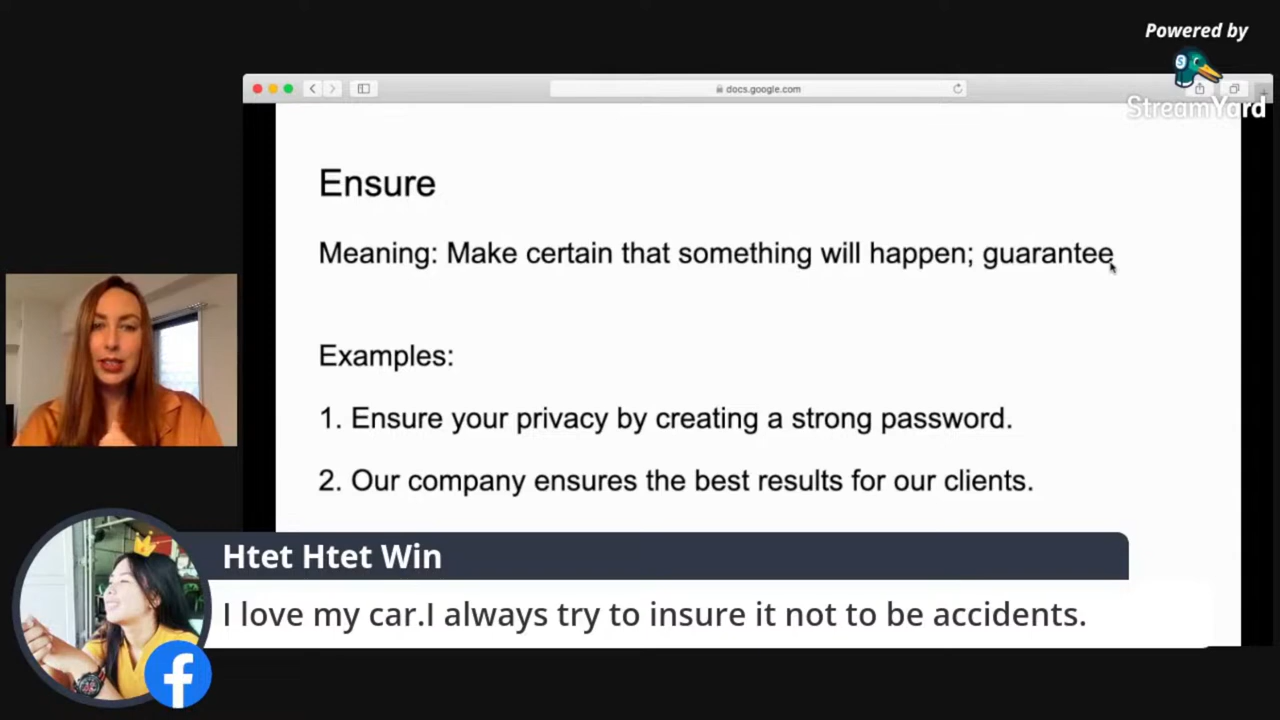 Powered by
StreamYard
docs.google.com
Ensure
Meaning: Make certain that something will happen; guarantee
Examples:
1. Ensure your privacy by creating a strong password.
2. Our company ensures the best results for our clients.
Htet Htet Win
I love my car.I always try to insure it not to be accidents.